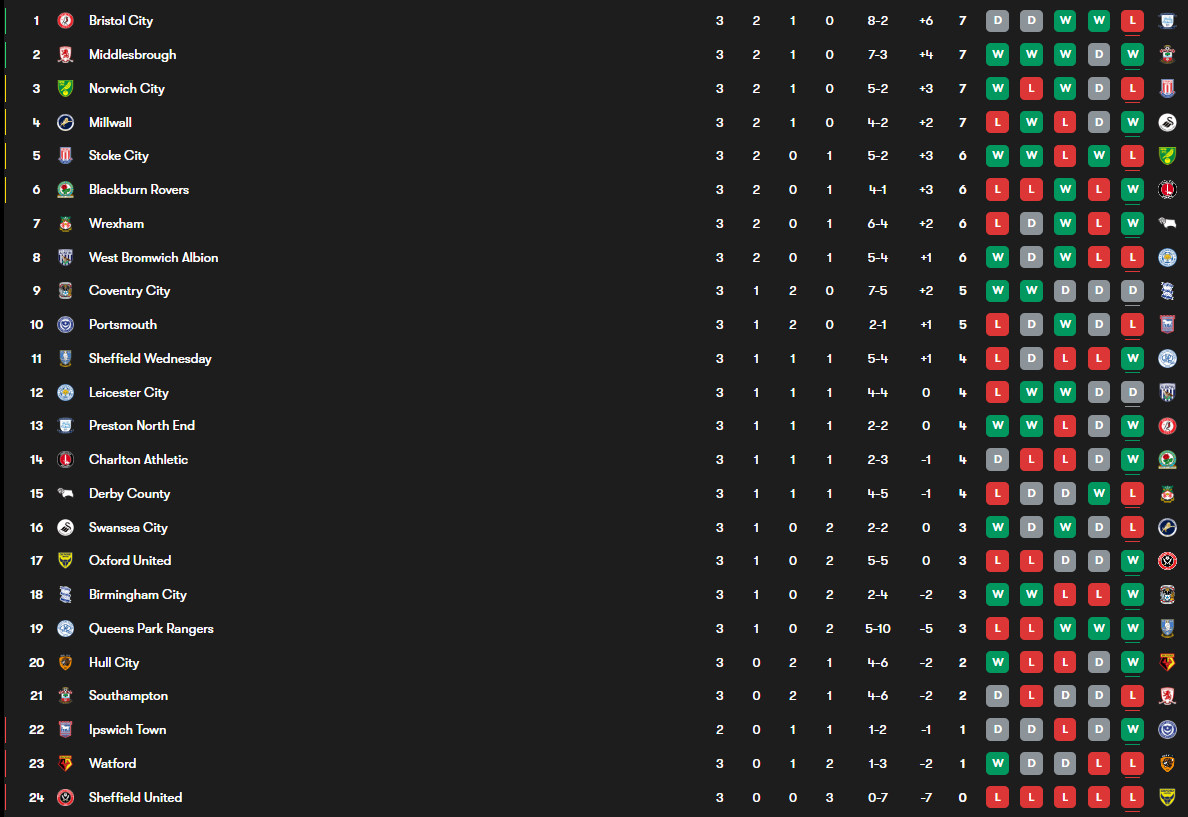 1 Bristol City 3 2 1 0 8-2 +6 7 D D W W L
2 Middlesbrough 3 2 1 0 7-3 +4 7 W W W D W
3 Norwich City 3 2 1 0 5-2 +3 7 W L W D L
4 Millwall 3 2 1 0 4-2 +2 7 L W L D W
5 Stoke City 3 2 0 1 5-2 +3 6 W W L W L
6 Blackburn Rovers 3 2 0 1 4-1 +3 6 L L W L W
7 Wrexham 3 2 0 1 6-4 +2 6 L D W L W
8 West Bromwich Albion 3 2 0 1 5-4 +1 6 W D W L L
9 Coventry City 3 1 2 0 7-5 +2 5 W W D D D
10 Portsmouth 3 1 2 0 2-1 +1 5 L D W D L
11 Sheffield Wednesday 3 1 1 1 5-4 +1 4 L D L L W
12 Leicester City 3 1 1 1 4-4 0 4 L W W D D
13 Preston North End 3 1 1 1 2-2 0 4 W W L D W
14 Charlton Athletic 3 1 1 1 2-3 -1 4 D L L D W
15 Derby County 3 1 1 1 4-5 -1 4 L D D W L
16 Swansea City 3 1 0 2 2-2 0 3 W D W D L
17 Oxford United 3 1 0 2 5-5 0 3 L L D D W
18 Birmingham City 3 1 0 2 2-4 -2 3 W W L L W
19 Queens Park Rangers 3 1 0 2 5-10 -5 3 L L W W W
20 Hull City 3 0 2 1 4-6 -2 2 W L L D W
21 Southampton 3 0 2 1 4-6 -2 2 D L D D L
22 Ipswich Town 2 0 1 1 1-2 -1 1 D D L D W
23 Watford 3 0 1 2 1-3 -2 1 W D D L L
24 Sheffield United 3 0 0 3 0-7 -7 0 L L L L L